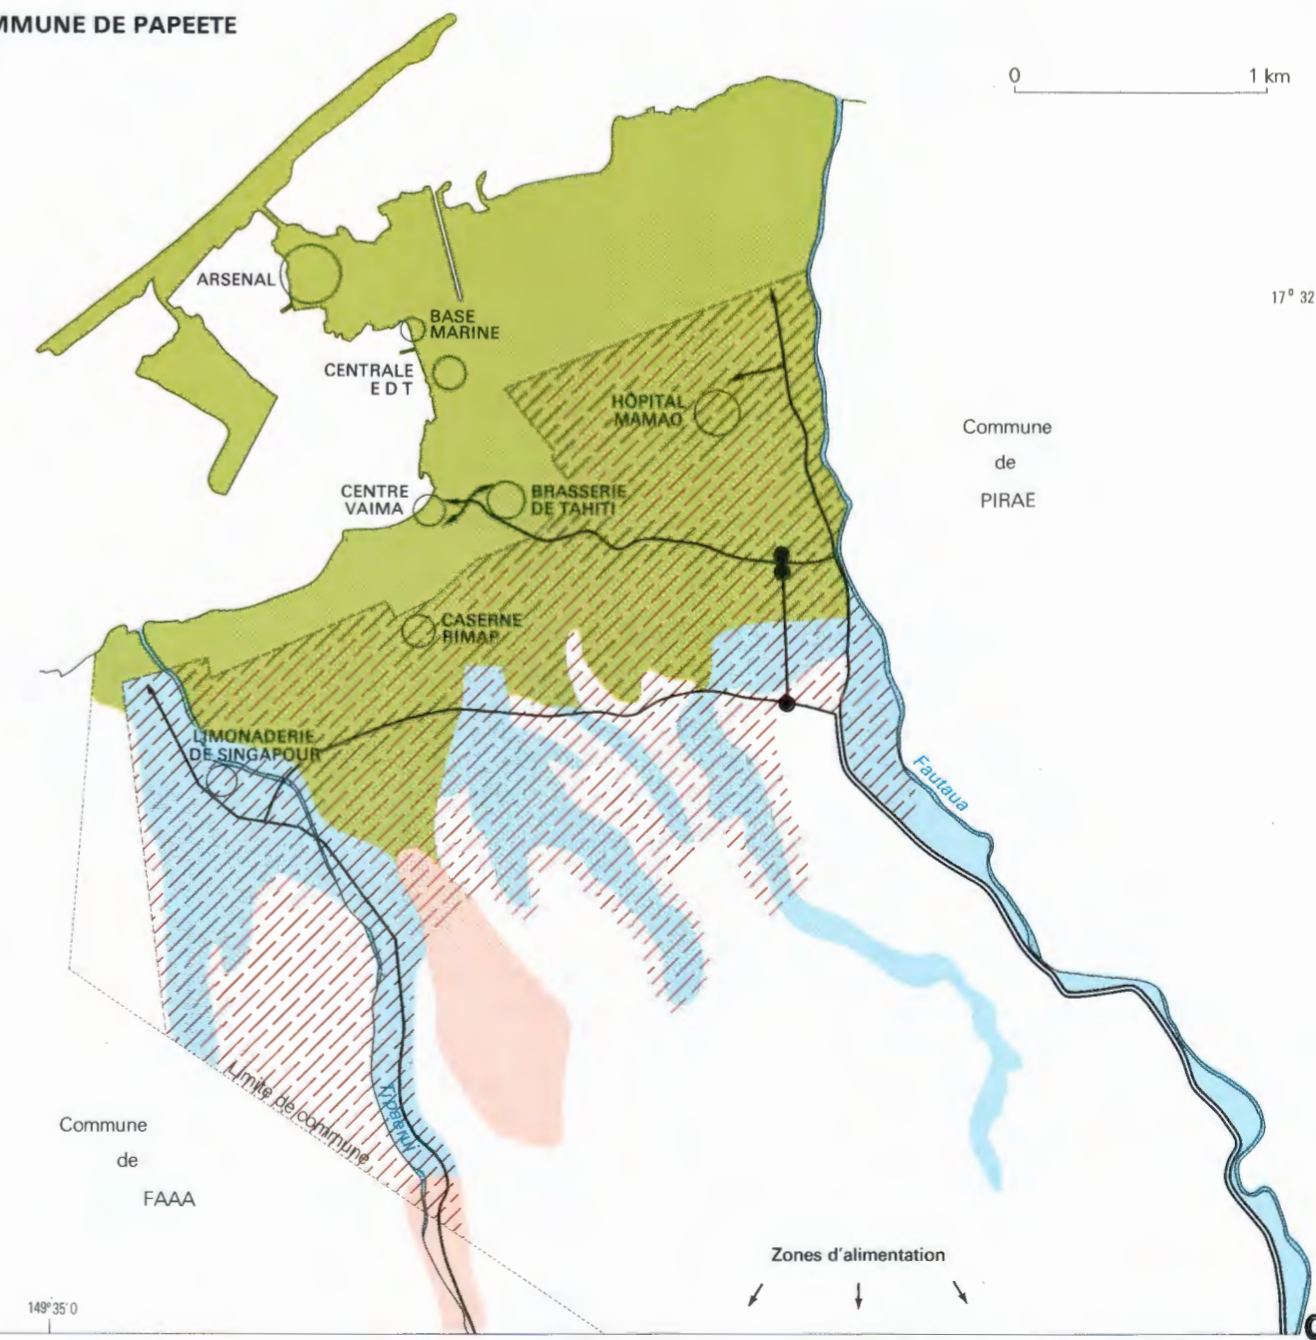 MMUNE DE PAPEETE
0 1 km
ARSENAL
BASE
MARINE
17° 32
CENTRALE
E D T
HÔPITAL
MAMAO
Commune
de
PIRAE
CENTRE
VAIMA
BRASSERIE
DE TAHITI
CASERNE
RIMAP
LIMONADERIE
DE SINGAPOUR
Fautaua
Limite de commune
Tipaerui
Commune
de
FAAA
Zones d'alimentation
149°35'0